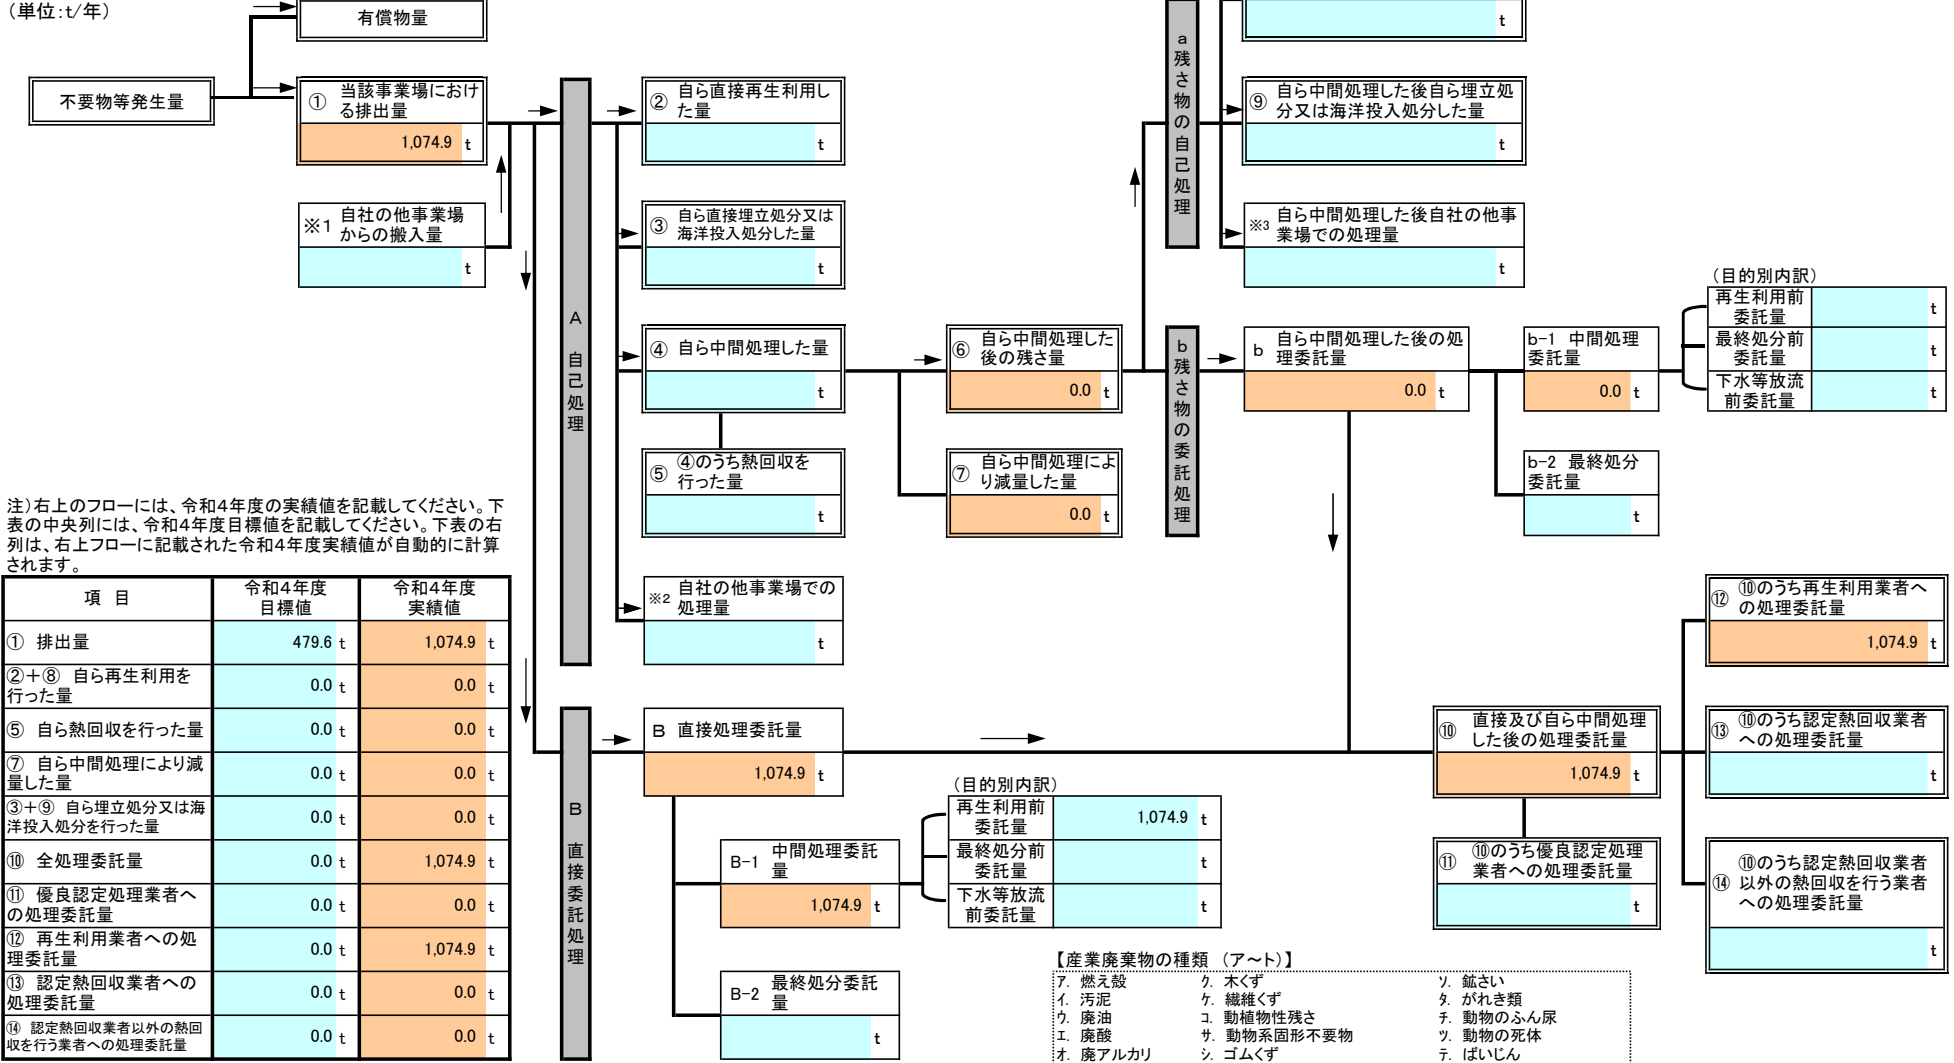 （単位：t/年）
有償物量
不要物等発生量
① 当該事業場におけ
る排出量
1,074.9 t
※1 自社の他事業場
からの搬入量
t
A 自己処理
② 自ら直接再生利用し
た量
t
③ 自ら直接埋立処分又は
海洋投入処分した量
t
④ 自ら中間処理した量
t
⑤ ④のうち熱回収を
行った量
t
※2 自社の他事業場での
処理量
t
⑥ 自ら中間処理した
後の残さ量
0.0 t
⑦ 自ら中間処理によ
り減量した量
0.0 t
a 残さ物の自己処理
t
⑨ 自ら中間処理した後自ら埋立処
分又は海洋投入処分した量
t
※3 自ら中間処理した後自社の他事
業場での処理量
t
b 残さ物の委託処理
b 自ら中間処理した後の処
理委託量
0.0 t
b-1 中間処理
委託量
0.0 t
b-2 最終処分
委託量
t
（目的別内訳）
再生利用前
委託量
t
最終処分前
委託量
t
下水等放流
前委託量
t
注）右上のフローには、令和4年度の実績値を記載してください。下
表の中央列には、令和4年度目標値を記載してください。下表の右
列は、右上フローに記載された令和4年度実績値が自動的に計算
されます。
項 目 令和4年度
目標値 令和4年度
実績値
① 排出量 479.6 t 1,074.9 t
②＋⑧ 自ら再生利用を
行った量 0.0 t 0.0 t
⑤ 自ら熱回収を行った量 0.0 t 0.0 t
⑦ 自ら中間処理により減
量した量 0.0 t 0.0 t
③＋⑨ 自ら埋立処分又は海
洋投入処分を行った量 0.0 t 0.0 t
⑩ 全処理委託量 0.0 t 1,074.9 t
⑪ 優良認定処理業者へ
の処理委託量 0.0 t 0.0 t
⑫ 再生利用業者への処
理委託量 0.0 t 1,074.9 t
⑬ 認定熱回収業者への
処理委託量 0.0 t 0.0 t
⑭ 認定熱回収業者以外の熱回
収を行う業者への処理委託量 0.0 t 0.0 t
B 直接委託処理
B 直接処理委託量
1,074.9 t
B-1 中間処理委託
量
1,074.9 t
B-2 最終処分委託
量
t
（目的別内訳）
再生利用前
委託量
1,074.9 t
最終処分前
委託量
t
下水等放流
前委託量
t
⑩ 直接及び自ら中間処理
した後の処理委託量
1,074.9 t
⑪ ⑩のうち優良認定処理
業者への処理委託量
t
⑫ ⑩のうち再生利用業者へ
の処理委託量
1,074.9 t
⑬ ⑩のうち認定熱回収業者
への処理委託量
t
⑭ ⑩のうち認定熱回収業者
以外の熱回収を行う業者
への処理委託量
t
【産業廃棄物の種類 （ア～ト）】
ア. 燃え殻 ク. 木くず ソ. 鉱さい
イ. 汚泥 ケ. 繊維くず タ. がれき類
ウ. 廃油 コ. 動植物性残さ チ. 動物のふん尿
エ. 廃酸 サ. 動物系固形不要物 ツ. 動物の死体
オ. 廃アルカリ シ. ゴムくず テ. ばいじん